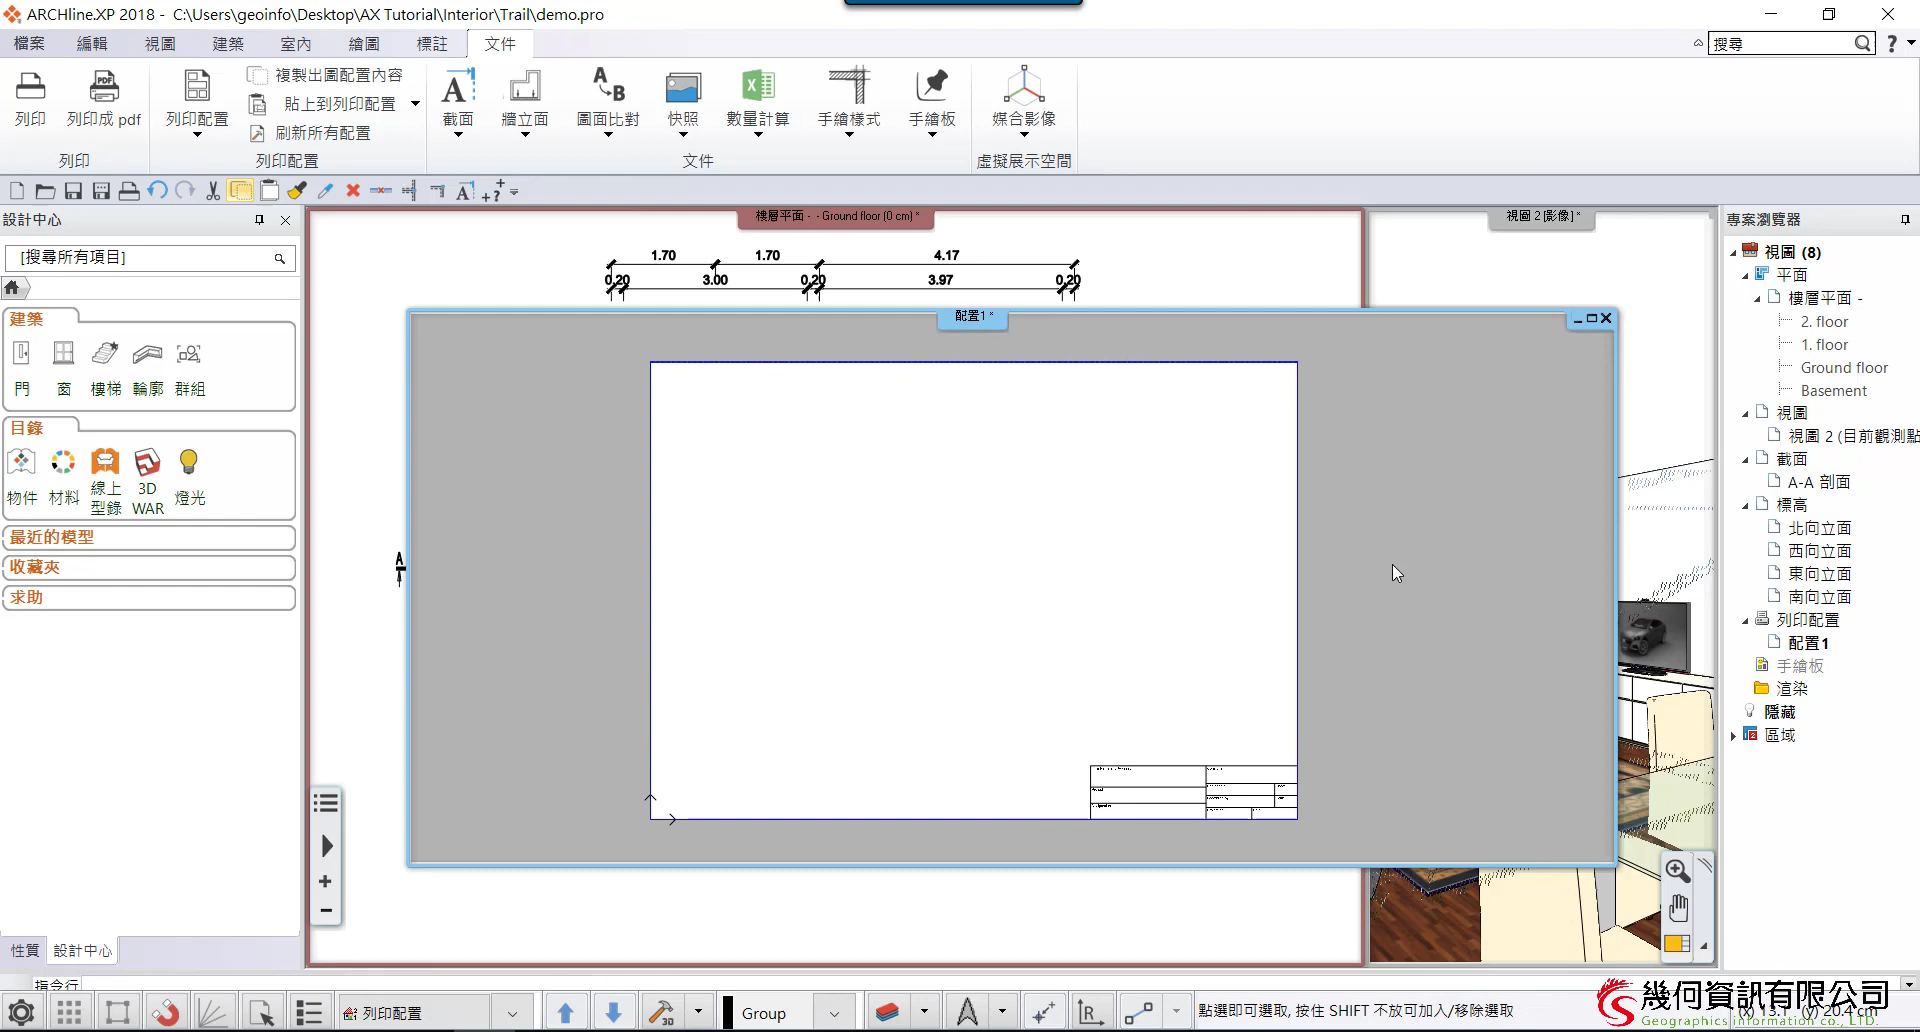 ARCHline.XP 2018 - C:\Users\geoinfo\Desktop\AX Tutorial\Interior\Trail\demo.pro
檔案 編輯 視圖 建築 室內 繪圖 標註 文件
搜尋
?
列印
列印成 pdf
列印配置
複製出圖配置內容
貼上到列印配置
刷新所有配置
截面
牆立面
圖面比對
快照
數量計算
手繪樣式
手繪板
媒合影像
列印
列印配置
文件
虛擬展示空間
設計中心
[搜尋所有項目]
建築
門 窗 樓梯 輪廓 群組
目錄
物件 材料 線上型錄 3D WAR 燈光
最近的模型
收藏夾
求助
性質 設計中心
指令行
樓層平面 - - Ground floor (0 cm) *
1.70 1.70 4.17
0.20 3.00 0.20 3.97 0.20
A
配置1 *
視圖 2 [影像] *
專案瀏覽器
視圖 (8)
平面
樓層平面 -
2. floor
1. floor
Ground floor
Basement
視圖
視圖 2 (目前觀測點
截面
A-A 剖面
標高
北向立面
西向立面
東向立面
南向立面
列印配置
配置1
手繪板
渲染
隱藏
區域
列印配置
Group
點選即可選取, 按住 SHIFT 不放可加入/移除選取
幾何資訊有限公司
(x) 13.1 (y) 20.4 cm
Geographics information co., LTD.